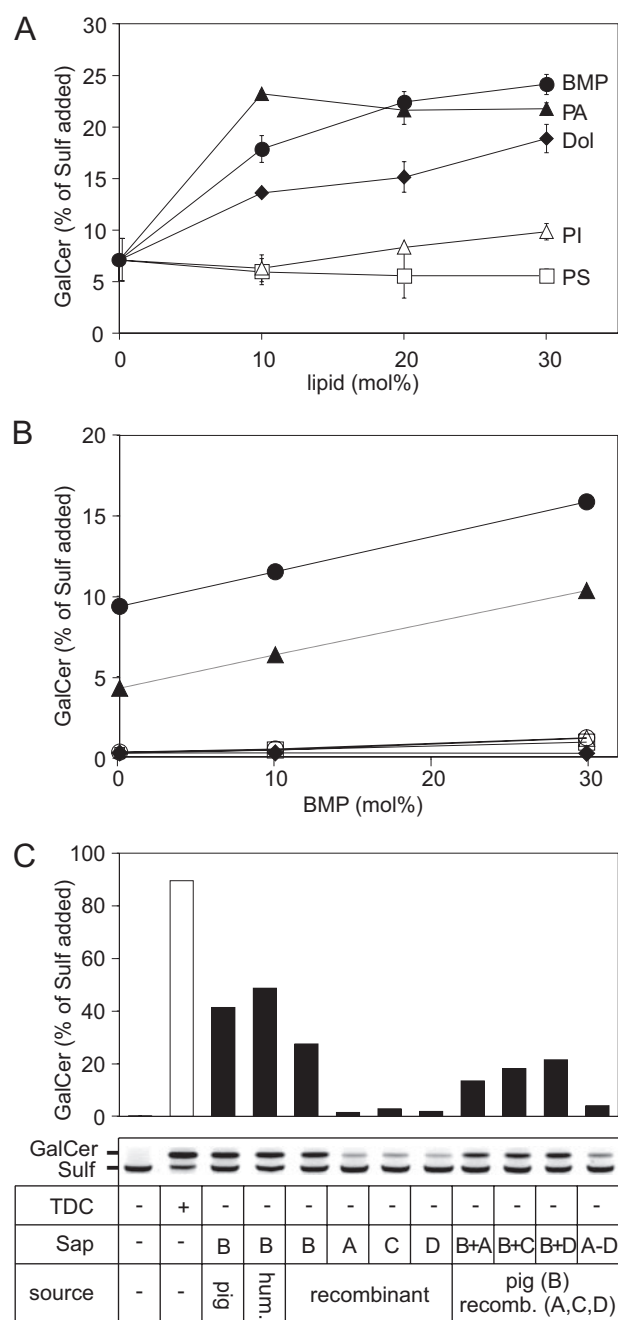 A
30
25
20
15
10
5
0
GalCer (% of Sulf added)
BMP
PA
Dol
PI
PS
0 10 20 30
lipid (mol%)
B
20
15
10
5
0
GalCer (% of Sulf added)
0 10 20 30
BMP (mol%)
C
100
80
60
40
20
0
GalCer (% of Sulf added)
GalCer
Sulf
TDC - + - - - - - - - - - -
Sap - - B B B A C D B+A B+C B+D A-D
source - - pig hum. recombinant pig (B)
recomb. (A,C,D)